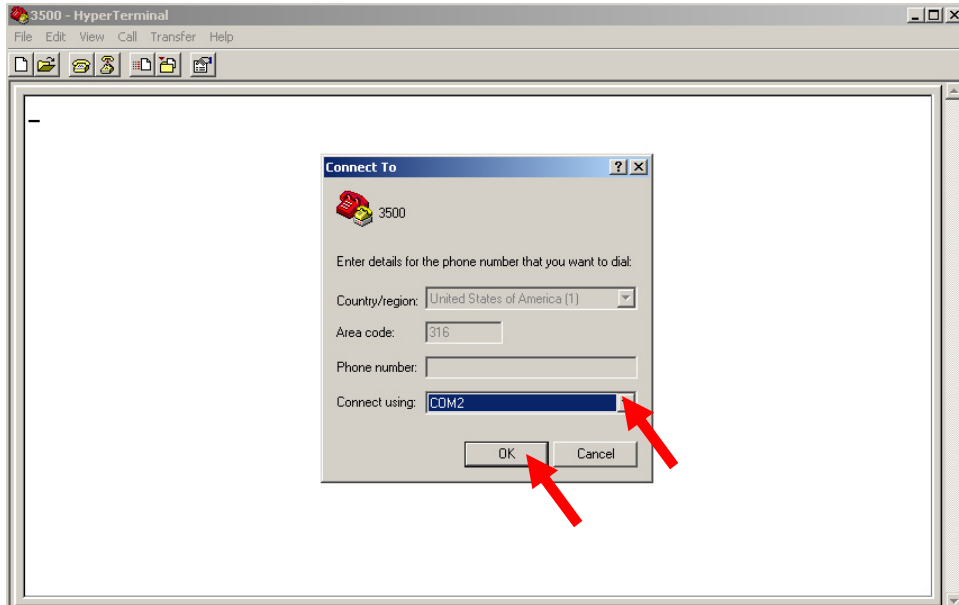 3500 - HyperTerminal
File Edit View Call Transfer Help
Connect To
3500
Enter details for the phone number that you want to dial:
Country/region: United States of America (1)
Area code: 316
Phone number:
Connect using: COM2
OK Cancel